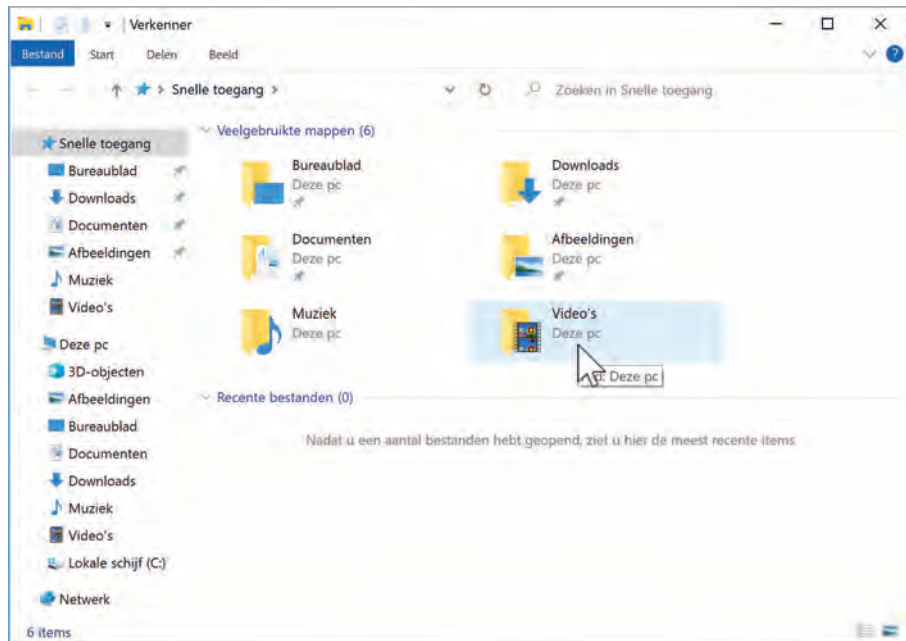 Verkenner
Bestand Start Delen Beeld
Snelle toegang
Zoeken in Snelle toegang
Snelle toegang
Bureaublad
Downloads
Documenten
Afbeeldingen
Muziek
Video's
Deze pc
3D-objecten
Afbeeldingen
Bureaublad
Documenten
Downloads
Muziek
Video's
Lokale schijf (C:)
Netwerk
Veelgebruikte mappen (6)
Bureaublad
Deze pc
Downloads
Deze pc
Documenten
Deze pc
Afbeeldingen
Deze pc
Muziek
Deze pc
Video's
Deze pc
Deze pc
Recente bestanden (0)
Nadat u een aantal bestanden hebt geopend, ziet u hier de meest recente items
6 items